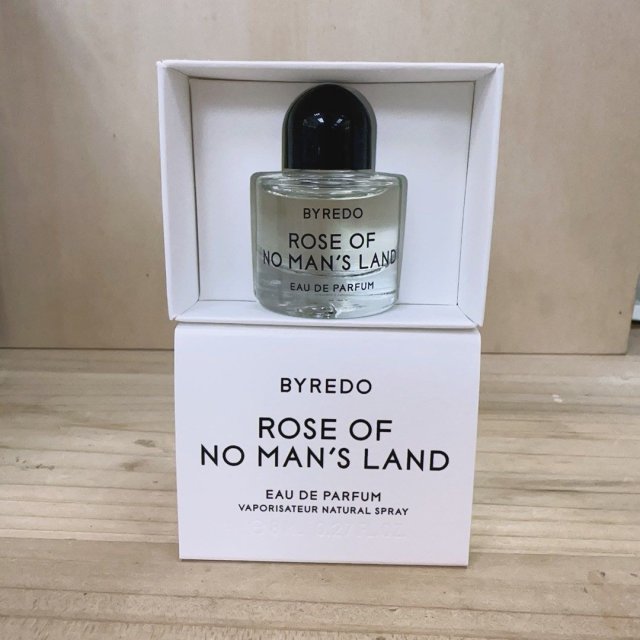 BYREDO
ROSE OF
NO MAN'S LAND
EAU DE PARFUM
BYREDO
ROSE OF
NO MAN'S LAND
EAU DE PARFUM
VAPORISATEUR NATURAL SPRAY